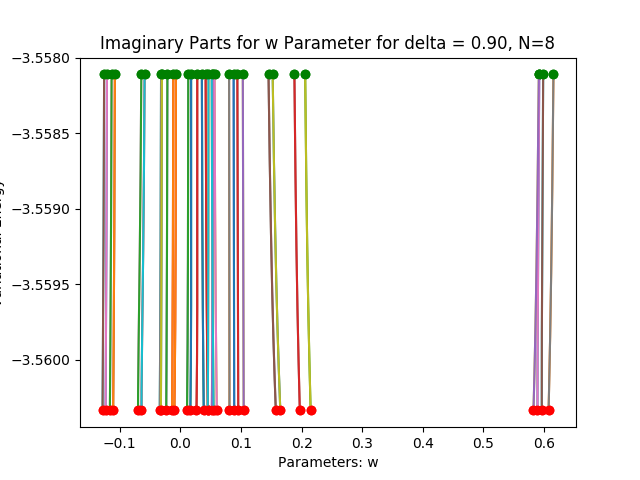 Imaginary Parts for w Parameter for delta = 0.90, N=8
−3.5580
−3.5585
−3.5590
−3.5595
−3.5600
−0.1 0.0 0.1 0.2 0.3 0.4 0.5 0.6
Parameters: w